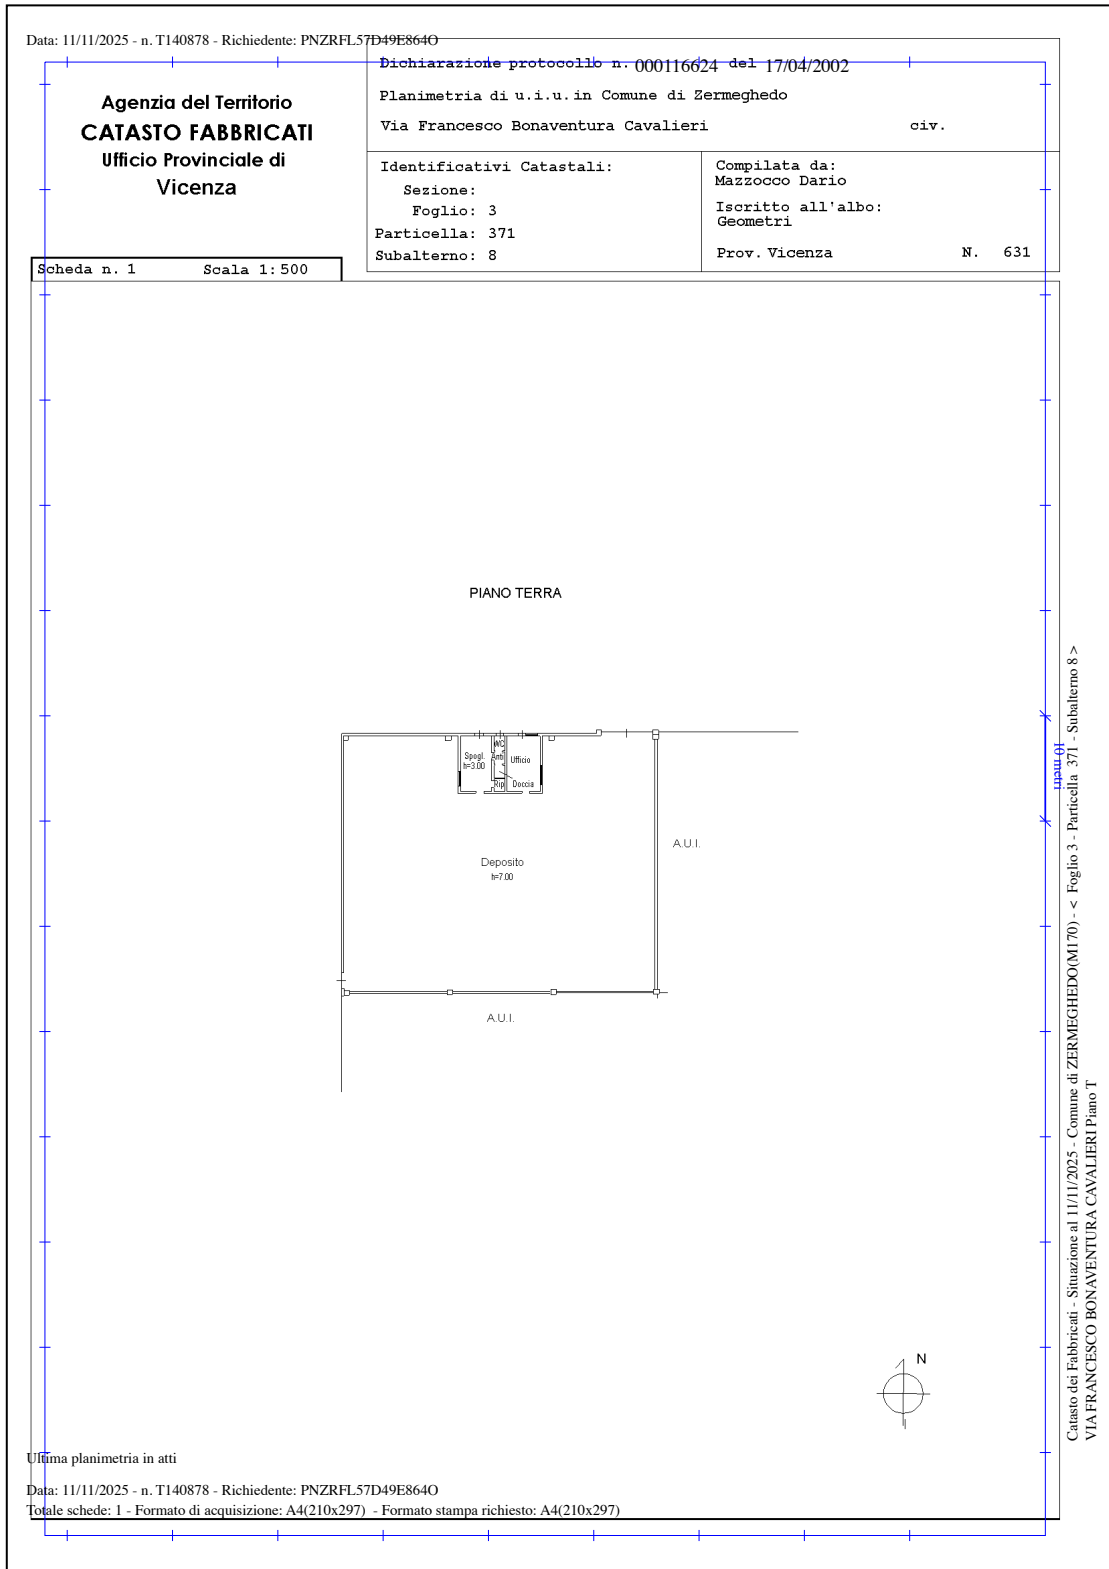 Data: 11/11/2025 - n. T140878 - Richiedente: PNZRFL57D49E864O
Agenzia del Territorio
CATASTO FABBRICATI
Ufficio Provinciale di
Vicenza
Dichiarazione protocollo n. 000116624 del 17/04/2002
Planimetria di u.i.u. in Comune di Zermeghedo
Via Francesco Bonaventura Cavalieri civ.
Identificativi Catastali:
Sezione:
Foglio: 3
Particella: 371
Subalterno: 8
Compilata da:
Mazzocco Dario
Iscritto all'albo:
Geometri
Prov. Vicenza N. 631
Scheda n. 1 Scala 1:500
PIANO TERRA
WC
Spogl.
h=3.00
Anti
Ufficio
Rip
Doccia
Deposito
h=7.00
A.U.I.
A.U.I.
N
10 metri
Catasto dei Fabbricati - Situazione al 11/11/2025 - Comune di ZERMEGHEDO(M170) - < Foglio 3 - Particella 371 - Subalterno 8 >
VIA FRANCESCO BONAVENTURA CAVALIERI Piano T
Ultima planimetria in atti
Data: 11/11/2025 - n. T140878 - Richiedente: PNZRFL57D49E864O
Totale schede: 1 - Formato di acquisizione: A4(210x297) - Formato stampa richiesto: A4(210x297)